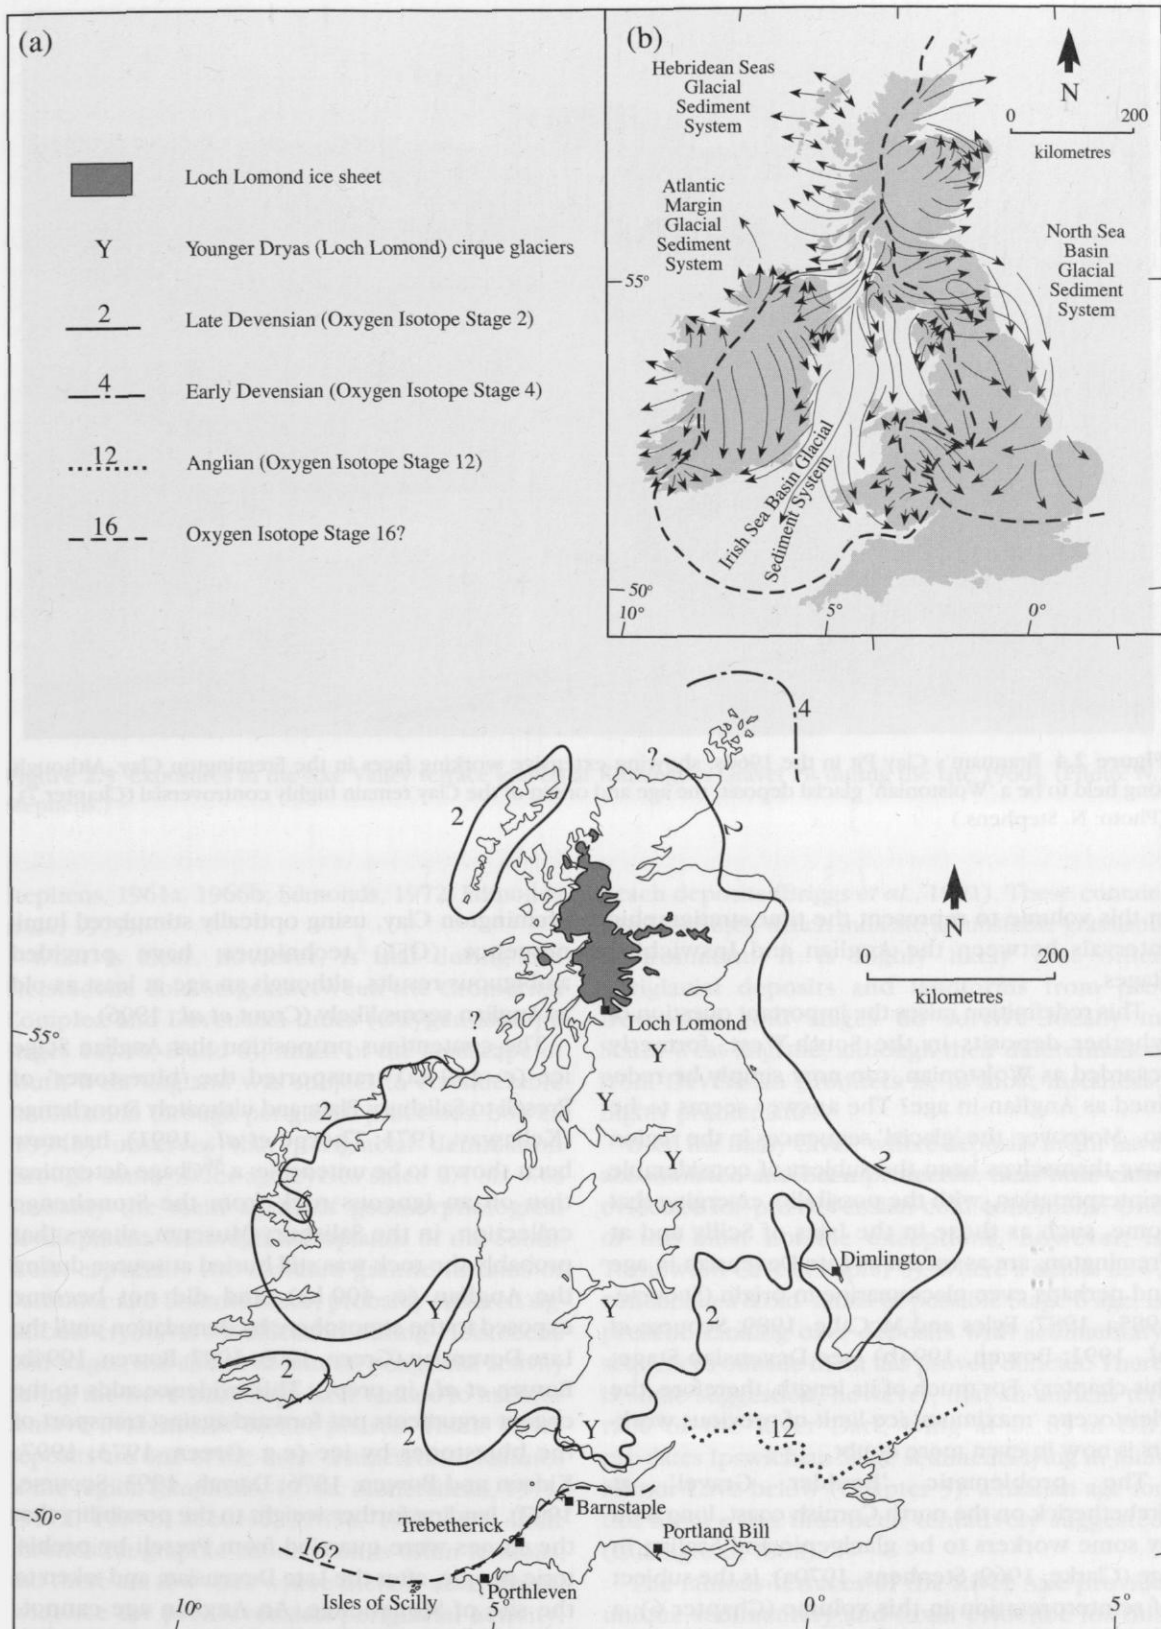 (a)
Loch Lomond ice sheet
Y Younger Dryas (Loch Lomond) cirque glaciers
2 Late Devensian (Oxygen Isotope Stage 2)
4 Early Devensian (Oxygen Isotope Stage 4)
12 Anglian (Oxygen Isotope Stage 12)
16 Oxygen Isotope Stage 16?
(b)
Hebridean Seas
Glacial
Sediment
System
N
0 200
kilometres
Atlantic
Margin
Glacial
Sediment
System
North Sea
Basin
Glacial
Sediment
System
55°
Irish Sea Basin Glacial
Sediment System
50°
10° 5° 0°
4
?
2
2
N
0 200
kilometres
Loch Lomond
55°
?
Y
Y
2
Y
2
Dimlington
Y
Y
2
2
Y
12
2
Barnstaple
50°
Trebetherick
Portland Bill
16?
Porthleven
Isles of Scilly
10° 5° 0° 5°